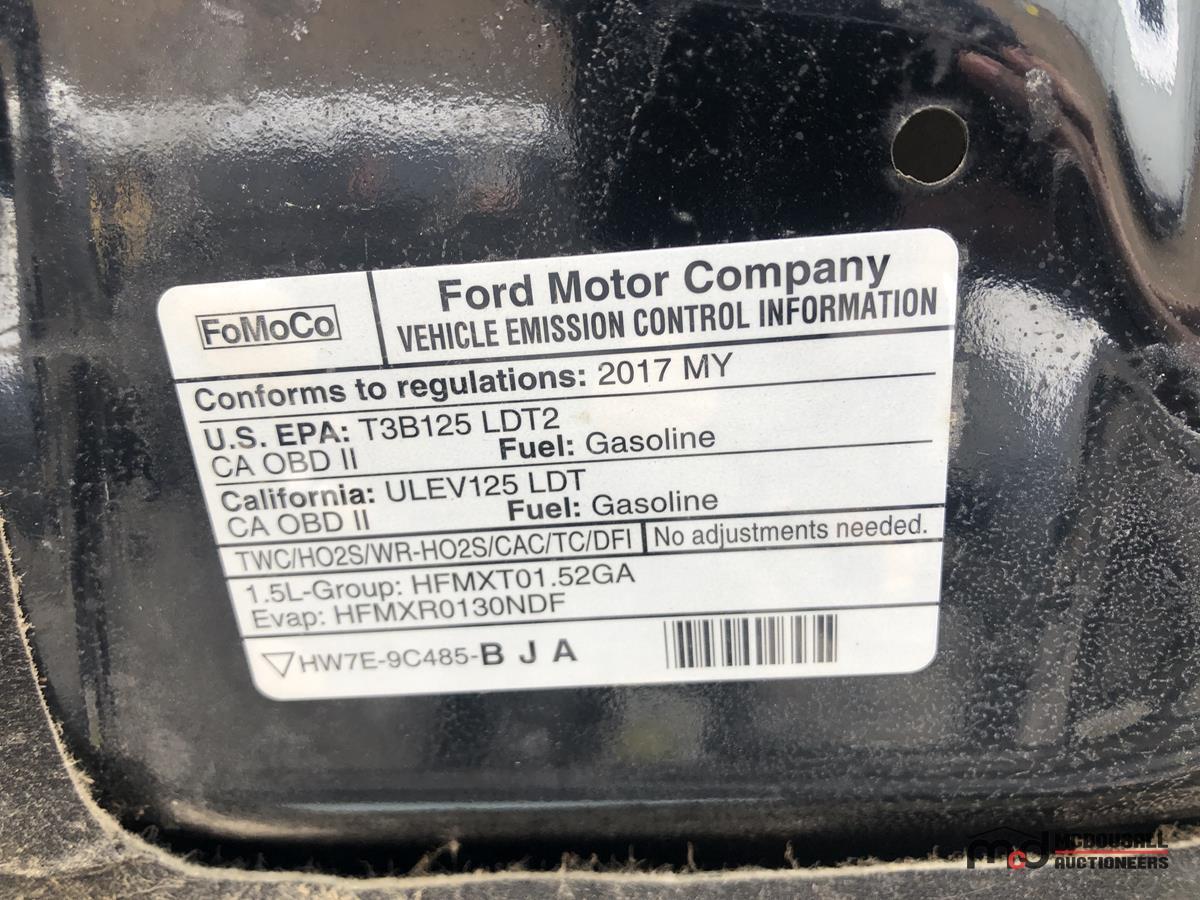 FoMoCo
Ford Motor Company
VEHICLE EMISSION CONTROL INFORMATION
Conforms to regulations: 2017 MY
U.S. EPA: T3B125 LDT2
CA OBD II Fuel: Gasoline
California: ULEV125 LDT
CA OBD II Fuel: Gasoline
TWC/HO2S/WR-HO2S/CAC/TC/DFI No adjustments needed.
1.5L-Group: HFMXT01.52GA
Evap: HFMXR0130NDF
HW7E-9C485-B J A
mcd MCDOUGALL
AUCTIONEERS